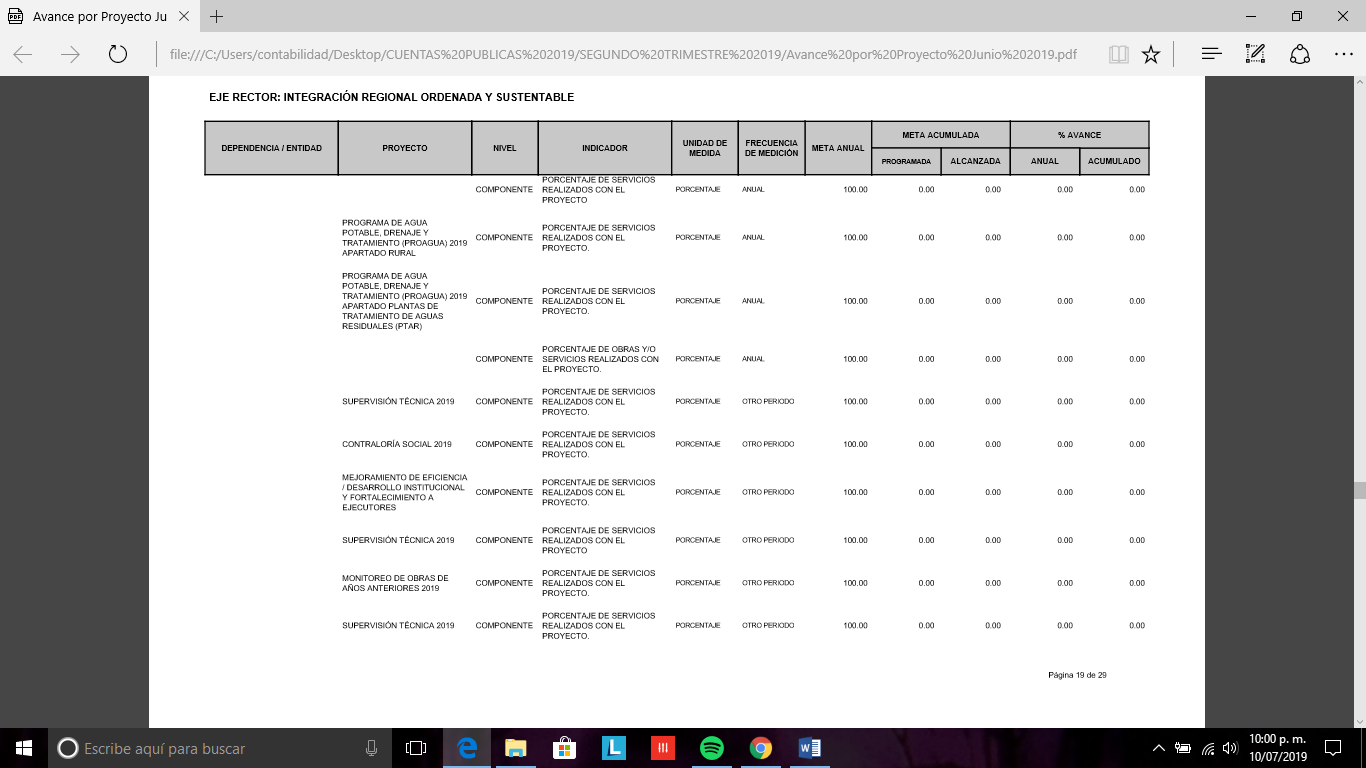 Avance por Proyecto Ju
file:///C:/Users/contabilidad/Desktop/CUENTAS%20PUBLICAS%202019/SEGUNDO%20TRIMESTRE%202019/Avance%20por%20Proyecto%20Junio%202019.pdf
EJE RECTOR: INTEGRACIÓN REGIONAL ORDENADA Y SUSTENTABLE
DEPENDENCIA / ENTIDAD
PROYECTO
NIVEL
INDICADOR
UNIDAD DE
MEDIDA
FRECUENCIA
DE MEDICIÓN
META ANUAL
META ACUMULADA
PROGRAMADA
ALCANZADA
% AVANCE
ANUAL
ACUMULADO
COMPONENTE
PORCENTAJE DE SERVICIOS
REALIZADOS CON EL
PROYECTO
PORCENTAJE
ANUAL
100.00
0.00
0.00
0.00
0.00
PROGRAMA DE AGUA
POTABLE, DRENAJE Y
TRATAMIENTO (PROAGUA) 2019
APARTADO RURAL
COMPONENTE
PORCENTAJE DE SERVICIOS
REALIZADOS CON EL
PROYECTO.
PORCENTAJE
ANUAL
100.00
0.00
0.00
0.00
0.00
PROGRAMA DE AGUA
POTABLE, DRENAJE Y
TRATAMIENTO (PROAGUA) 2019
APARTADO PLANTAS DE
TRATAMIENTO DE AGUAS
RESIDUALES (PTAR)
COMPONENTE
PORCENTAJE DE SERVICIOS
REALIZADOS CON EL
PROYECTO.
PORCENTAJE
ANUAL
100.00
0.00
0.00
0.00
0.00
COMPONENTE
PORCENTAJE DE OBRAS Y/O
SERVICIOS REALIZADOS CON
EL PROYECTO.
PORCENTAJE
ANUAL
100.00
0.00
0.00
0.00
0.00
SUPERVISIÓN TÉCNICA 2019
COMPONENTE
PORCENTAJE DE SERVICIOS
REALIZADOS CON EL
PROYECTO.
PORCENTAJE
OTRO PERIODO
100.00
0.00
0.00
0.00
0.00
CONTRALORÍA SOCIAL 2019
COMPONENTE
PORCENTAJE DE SERVICIOS
REALIZADOS CON EL
PROYECTO.
PORCENTAJE
OTRO PERIODO
100.00
0.00
0.00
0.00
0.00
MEJORAMIENTO DE EFICIENCIA
/ DESARROLLO INSTITUCIONAL
Y FORTALECIMIENTO A
EJECUTORES
COMPONENTE
PORCENTAJE DE SERVICIOS
REALIZADOS CON EL
PROYECTO.
PORCENTAJE
OTRO PERIODO
100.00
0.00
0.00
0.00
0.00
SUPERVISIÓN TÉCNICA 2019
COMPONENTE
PORCENTAJE DE SERVICIOS
REALIZADOS CON EL
PROYECTO
PORCENTAJE
OTRO PERIODO
100.00
0.00
0.00
0.00
0.00
MONITOREO DE OBRAS DE
AÑOS ANTERIORES 2019
COMPONENTE
PORCENTAJE DE SERVICIOS
REALIZADOS CON EL
PROYECTO.
PORCENTAJE
OTRO PERIODO
100.00
0.00
0.00
0.00
0.00
SUPERVISIÓN TÉCNICA 2019
COMPONENTE
PORCENTAJE DE SERVICIOS
REALIZADOS CON EL
PROYECTO.
PORCENTAJE
OTRO PERIODO
100.00
0.00
0.00
0.00
0.00
Página 19 de 29
Escribe aquí para buscar
10:00 p. m.
10/07/2019